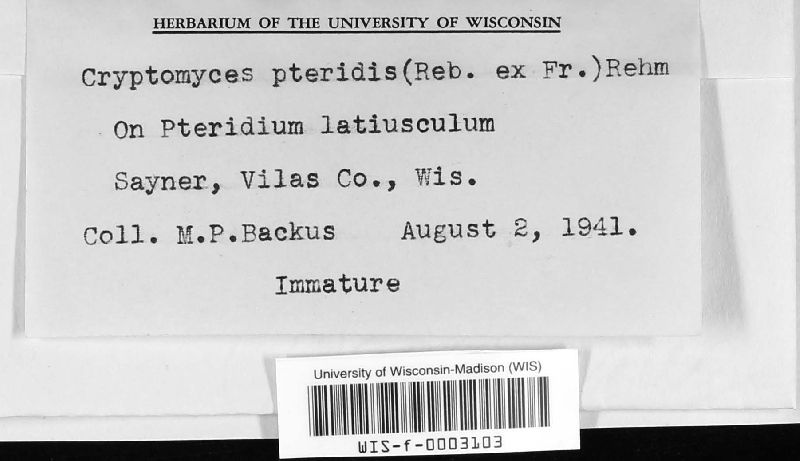 HERBARIUM OF THE UNIVERSITY OF WISCONSIN
Cryptomyces pteridis(Reb. ex Fr.)Rehm
On Pteridium latiusculum
Sayner, Vilas Co., Wis.
Coll. M.P.Backus August 2, 1941.
Immature
University of Wisconsin-Madison (WIS)
WIS-f-0003103